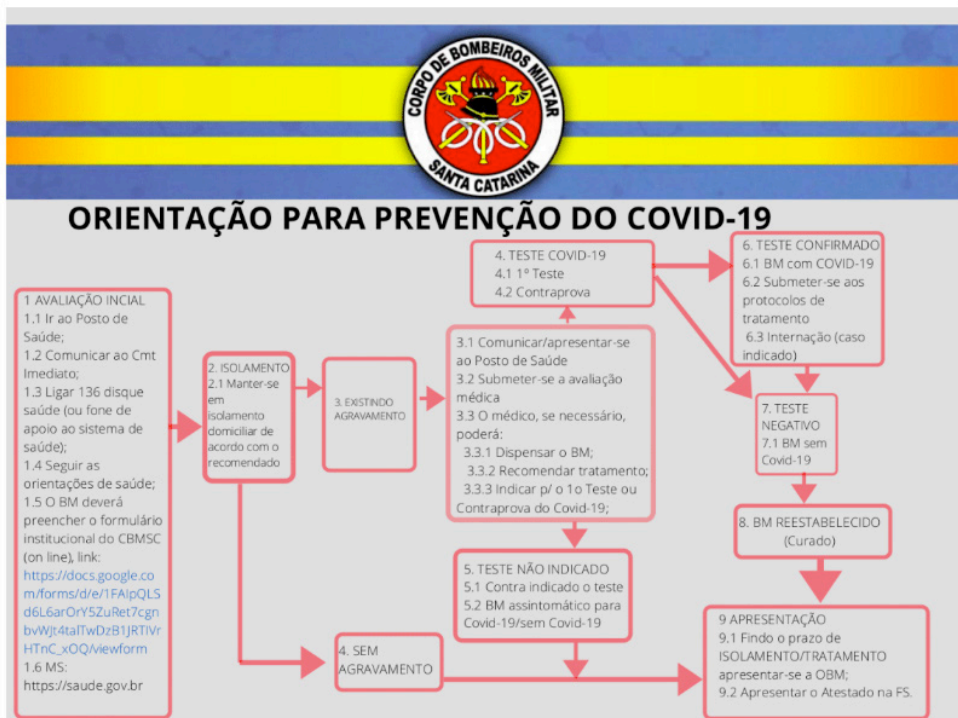 CORPO DE BOMBEIROS MILITAR
SANTA CATARINA
ORIENTAÇÃO PARA PREVENÇÃO DO COVID-19
1 AVALIAÇÃO INCIAL
1.1 Ir ao Posto de
Saúde;
1.2 Comunicar ao Cmt
Imediato;
1.3 Ligar 136 disque
saúde (ou fone de
apoio ao sistema de
saúde);
1.4 Seguir as
orientações de saúde;
1.5 O BM deverá
preencher o formulário
institucional do CBMSC
(on line), link:
https://docs.google.co
m/forms/d/e/1FAIpQLS
d6L6arOrY5ZuRet7cgn
bvWjt4talTwDzB1JRTIVr
HTnC_xOQ/viewform
1.6 MS:
https://saude.gov.br
2. ISOLAMENTO
2.1 Manter-se
em
isolamento
domiciliar de
acordo com o
recomendado
3. EXISTINDO
AGRAVAMENTO
3.1 Comunicar/apresentar-se
ao Posto de Saúde
3.2 Submeter-se a avaliação
médica
3.3 O médico, se necessário,
poderá:
3.3.1 Dispensar o BM;
3.3.2 Recomendar tratamento;
3.3.3 Indicar p/ o 1o Teste ou
Contraprova do Covid-19;
4. TESTE COVID-19
4.1 1º Teste
4.2 Contraprova
5. TESTE NÃO INDICADO
5.1 Contra indicado o teste
5.2 BM assintomático para
Covid-19/sem Covid-19
4. SEM
AGRAVAMENTO
6. TESTE CONFIRMADO
6.1 BM com COVID-19
6.2 Submeter-se aos
protocolos de
tratamento
6.3 Internação (caso
indicado)
7. TESTE
NEGATIVO
7.1 BM sem
Covid-19
8. BM REESTABELECIDO
(Curado)
9 APRESENTAÇÃO
9.1 Findo o prazo de
ISOLAMENTO/TRATAMENTO
apresentar-se a OBM;
9.2 Apresentar o Atestado na FS.